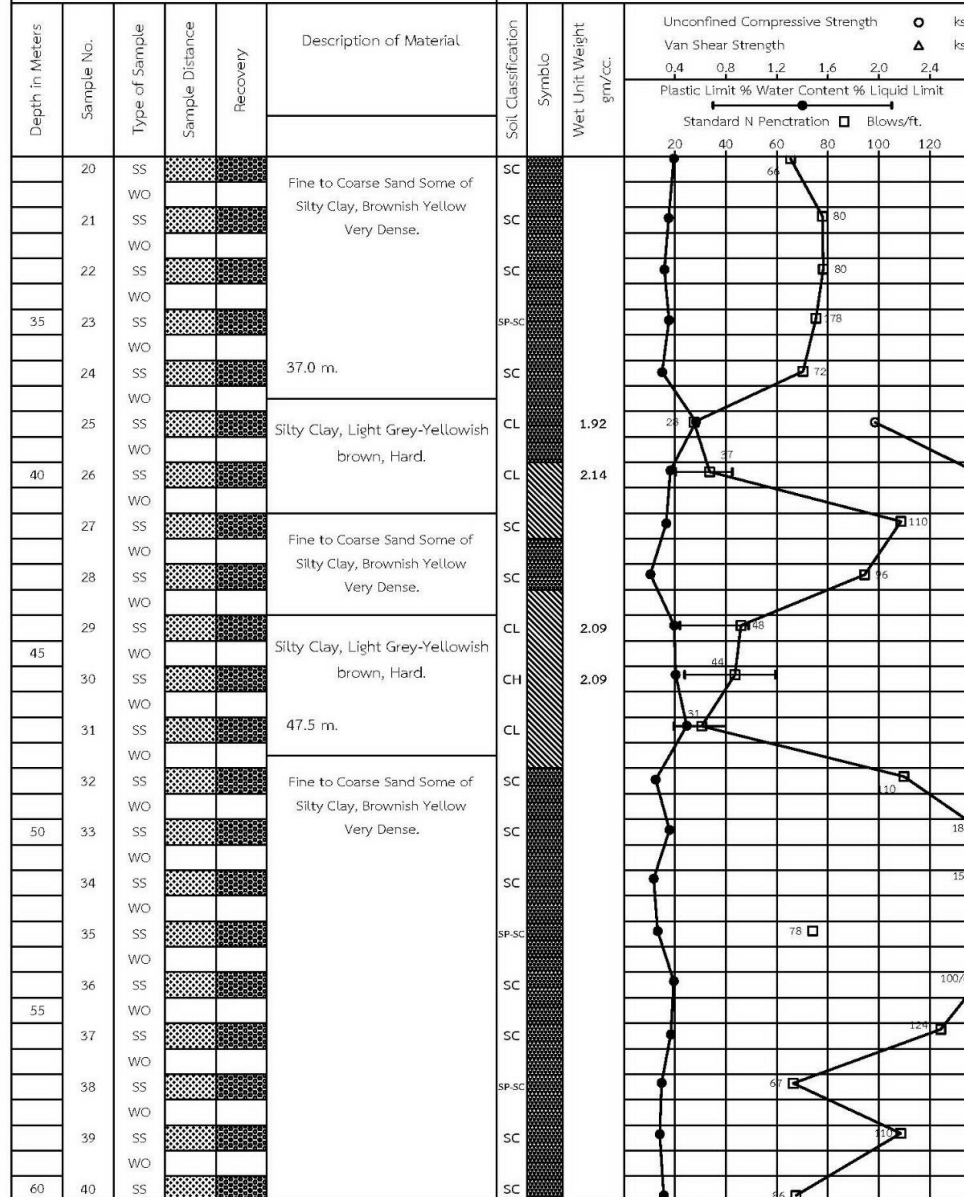 Unconfined Compressive Strength ks
Van Shear Strength ks
0.4 0.8 1.2 1.6 2.0 2.4
Plastic Limit % Water Content % Liquid Limit
Standard N Penctration Blows/ft.
20 40 60 80 100 120
Depth in Meters
Sample No.
Type of Sample
Sample Distance
Recovery
Description of Material
Soil Classification
Symblo
Wet Unit Weight
gm/cc.
20 SS SC 66
Fine to Coarse Sand Some of
Silty Clay, Brownish Yellow
Very Dense.
WO
21 SS SC 80
WO
22 SS SC 80
WO
35 23 SS SP-SC 178
WO
24 SS 37.0 m. SC 72
WO
25 SS CL 1.92 28
Silty Clay, Light Grey-Yellowish
brown, Hard.
WO
40 26 SS CL 2.14 37
WO
27 SS SC 110
Fine to Coarse Sand Some of
Silty Clay, Brownish Yellow
Very Dense.
WO
28 SS SC 96
WO
29 SS CL 2.09 48
Silty Clay, Light Grey-Yellowish
brown, Hard.
45 WO
30 SS CH 2.09 44
WO
31 SS 47.5 m. CL 31
WO
32 SS SC 110
Fine to Coarse Sand Some of
Silty Clay, Brownish Yellow
Very Dense.
WO
50 33 SS SC 18
WO
34 SS SC 15
WO
35 SS SP-SC 78
WO
36 SS SC 100/
55 WO
37 SS SC 124
WO
38 SS SP-SC 67
WO
39 SS SC 110
WO
60 40 SS SC 86